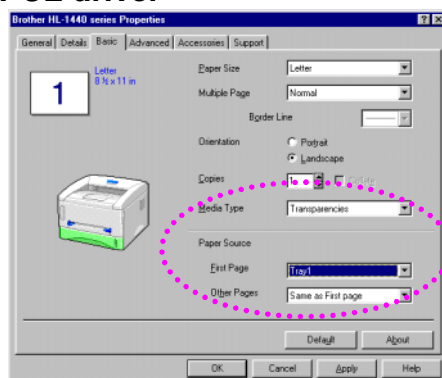 Brother HL-1440 series Properties
General Details Basic Advanced Accessories Support
1
Letter
8 ½ x 11 in
Paper Size Letter
Multiple Page Normal
Border Line
Orientation Portrait
Landscape
Copies 1
Media Type Transparencies
Paper Source
First Page Tray1
Other Pages Same as First page
Default About
OK Cancel Apply Help